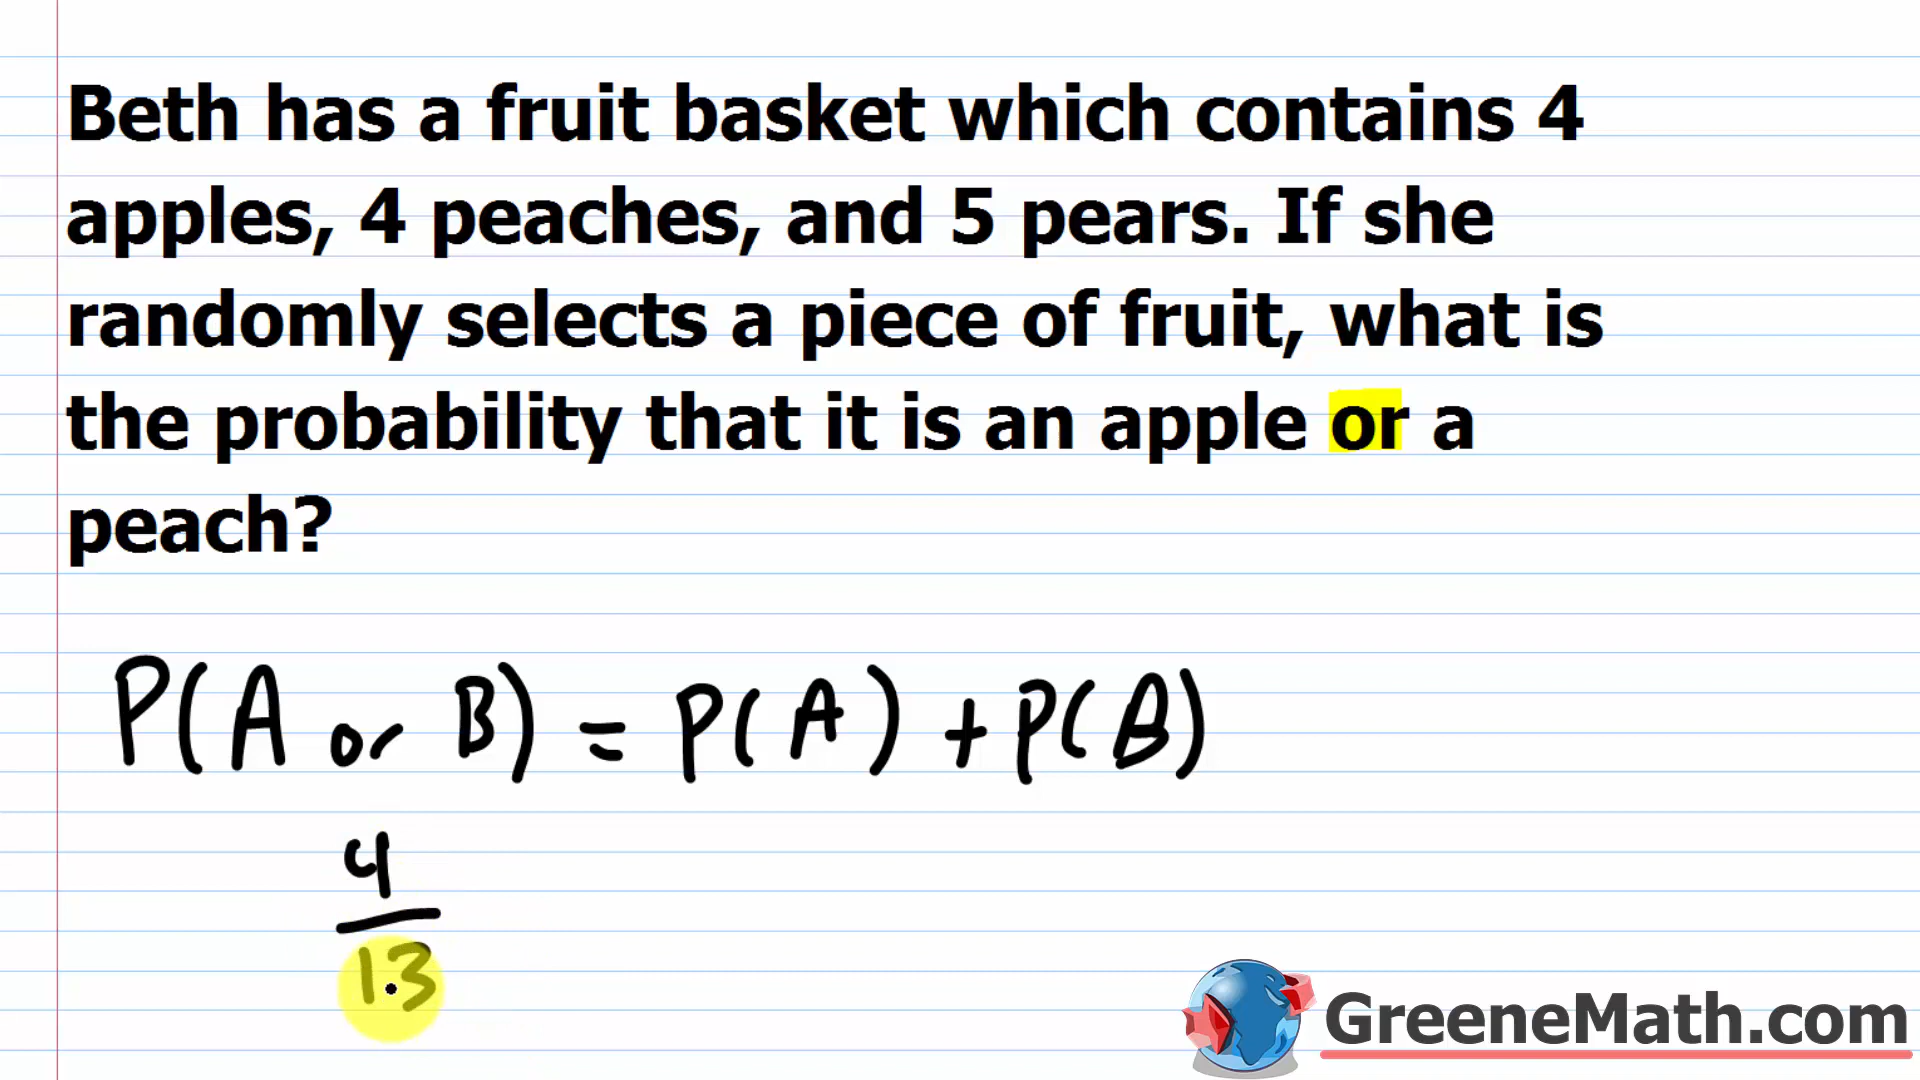 Beth has a fruit basket which contains 4
apples, 4 peaches, and 5 pears. If she
randomly selects a piece of fruit, what is
the probability that it is an apple or a
peach?
P(A or B) = P(A) + P(B)
4
13
GreeneMath.com